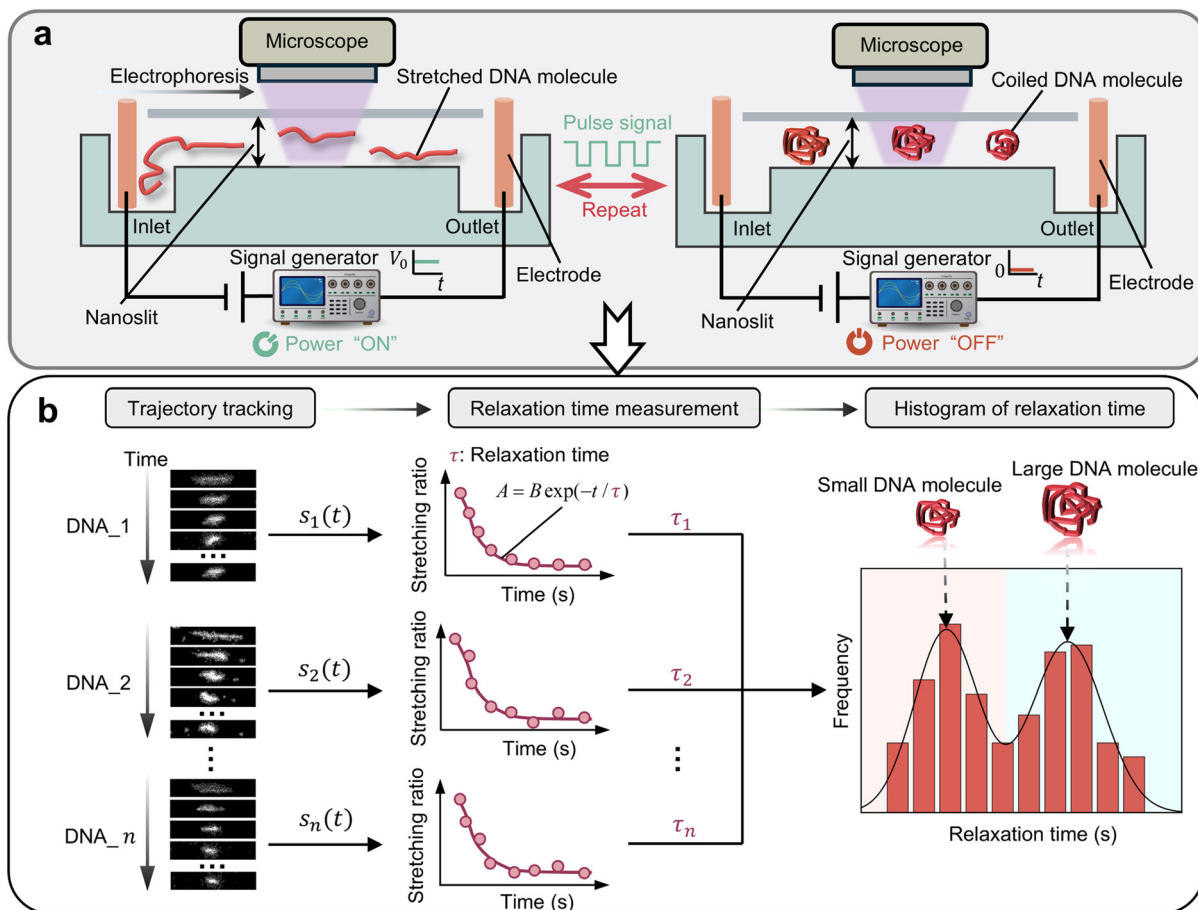 a
Microscope
Electrophoresis
Stretched DNA molecule
Inlet
Outlet
Signal generator
V₀
t
Electrode
Nanoslit
Power "ON"
Pulse signal
Repeat
Microscope
Coiled DNA molecule
Inlet
Outlet
Signal generator
0
t
Electrode
Nanoslit
Power "OFF"
b
Trajectory tracking
Relaxation time measurement
Histogram of relaxation time
Time
DNA_1
...
s₁(t)
τ: Relaxation time
A = B exp(−t / τ)
Stretching ratio
Time (s)
τ₁
DNA_2
...
s₂(t)
Stretching ratio
Time (s)
τ₂
...
...
DNA_n
...
sₙ(t)
Stretching ratio
Time (s)
τₙ
Small DNA molecule
Large DNA molecule
Frequency
Relaxation time (s)